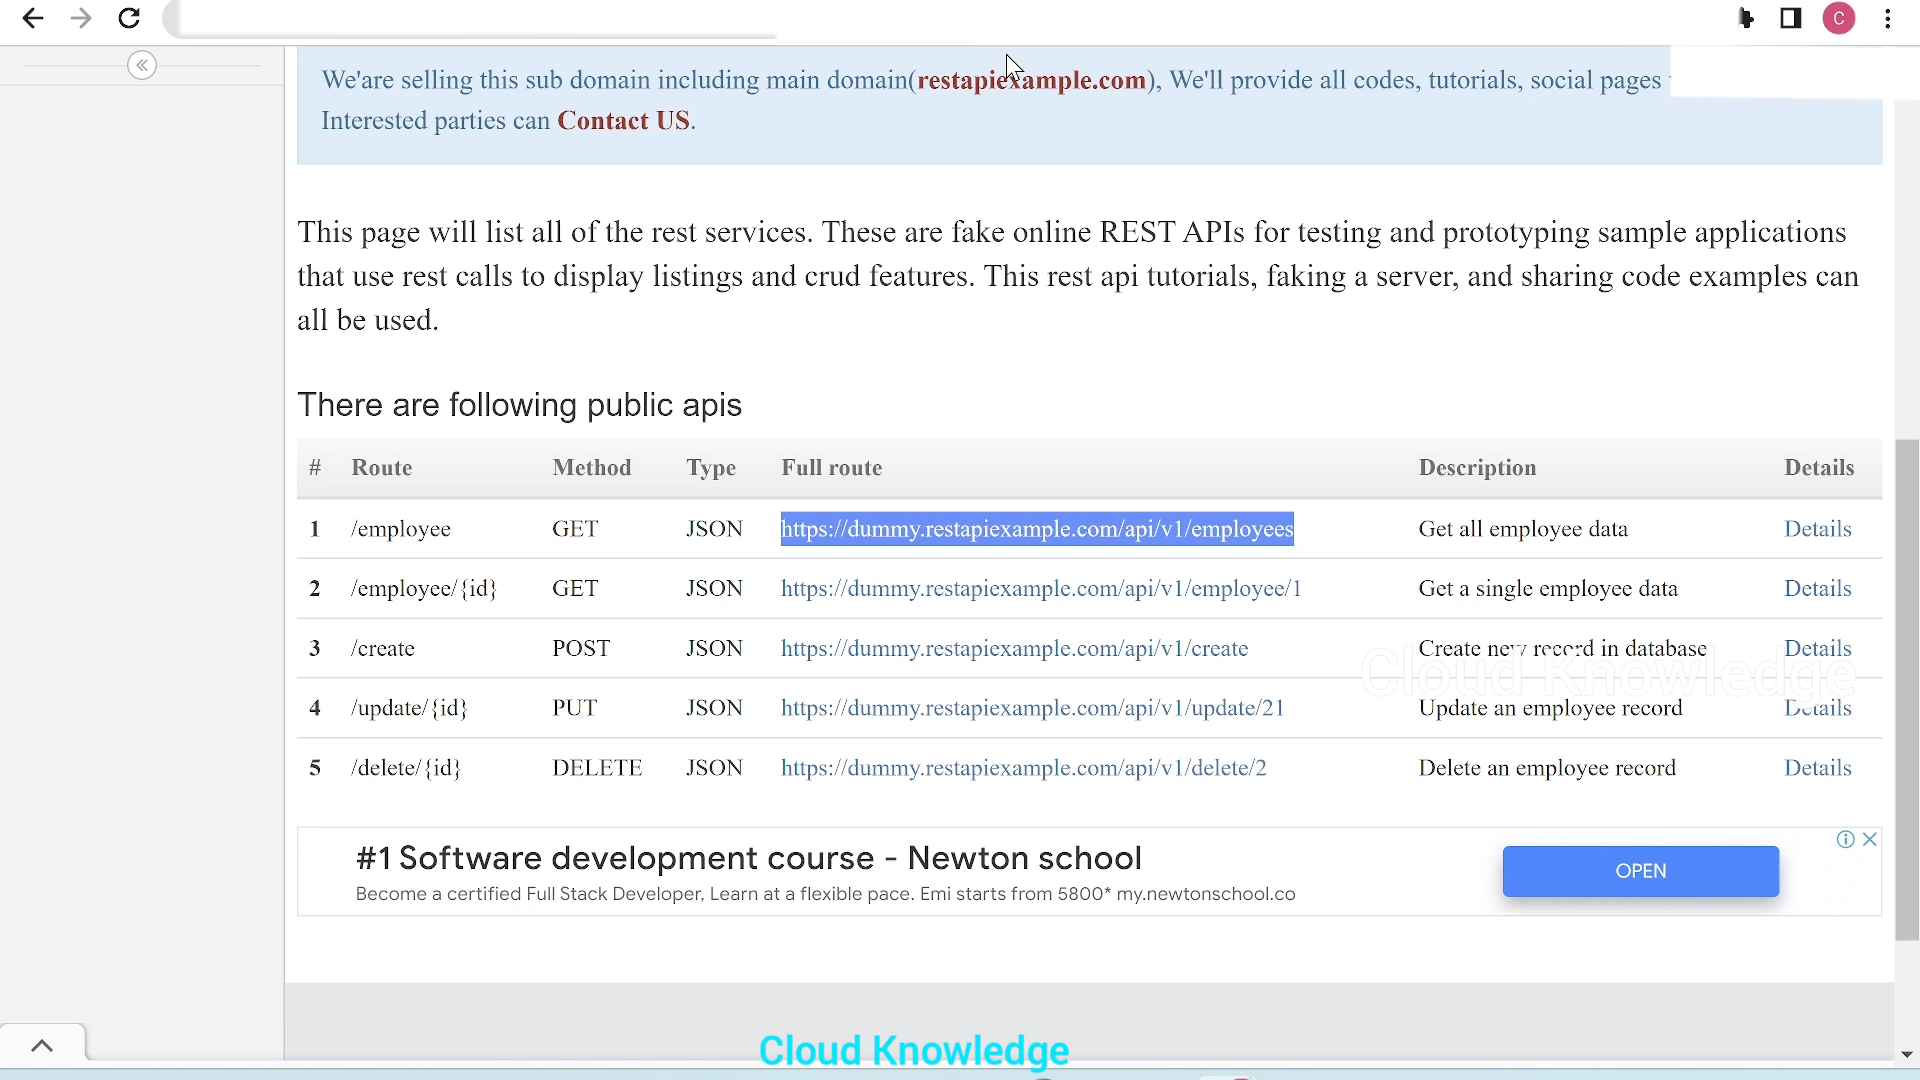 C
We'are selling this sub domain including main domain(restapiexample.com), We'll provide all codes, tutorials, social pages
Interested parties can Contact US.
This page will list all of the rest services. These are fake online REST APIs for testing and prototyping sample applications
that use rest calls to display listings and crud features. This rest api tutorials, faking a server, and sharing code examples can
all be used.
There are following public apis
# Route Method Type Full route Description Details
1 /employee GET JSON https://dummy.restapiexample.com/api/v1/employees Get all employee data Details
2 /employee/{id} GET JSON https://dummy.restapiexample.com/api/v1/employee/1 Get a single employee data Details
3 /create POST JSON https://dummy.restapiexample.com/api/v1/create Create new record in database Details
Cloud Knowledge
4 /update/{id} PUT JSON https://dummy.restapiexample.com/api/v1/update/21 Update an employee record Details
5 /delete/{id} DELETE JSON https://dummy.restapiexample.com/api/v1/delete/2 Delete an employee record Details
#1 Software development course - Newton school
Become a certified Full Stack Developer, Learn at a flexible pace. Emi starts from 5800* my.newtonschool.co
OPEN
Cloud Knowledge